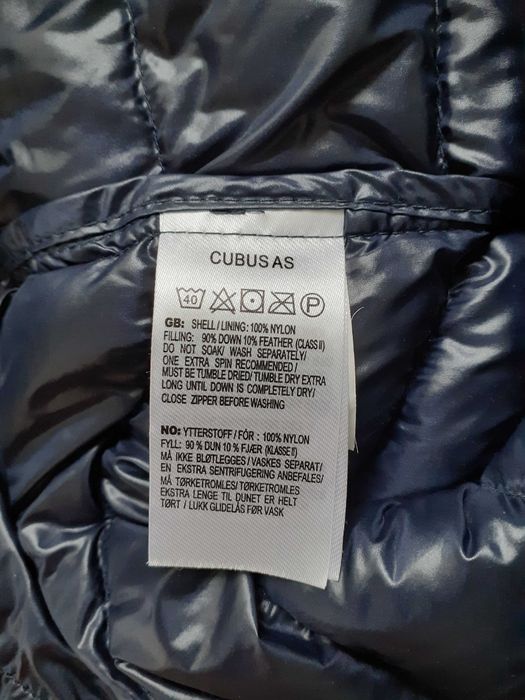 CUBUS AS
40 P
GB: SHELL / LINING: 100% NYLON
FILLING: 90% DOWN 10% FEATHER (CLASS II)
DO NOT SOAK/ WASH SEPARATELY/
ONE EXTRA SPIN RECOMMENDED /
MUST BE TUMBLE DRIED/ TUMBLE DRY EXTRA
LONG UNTIL DOWN IS COMPLETELY DRY/
CLOSE ZIPPER BEFORE WASHING
NO: YTTERSTOFF / FÔR : 100% NYLON
FYLL: 90 % DUN 10 % FJÆR (KLASSE II)
MÅ IKKE BLØTLEGGES / VASKES SEPARAT/
EN EKSTRA SENTRIFUGERING ANBEFALES/
MÅ TØRKETROMLES/ TØRKETROMLES
EKSTRA LENGE TIL DUNET ER HELT
TØRT / LUKK GLIDELÅS FØR VASK